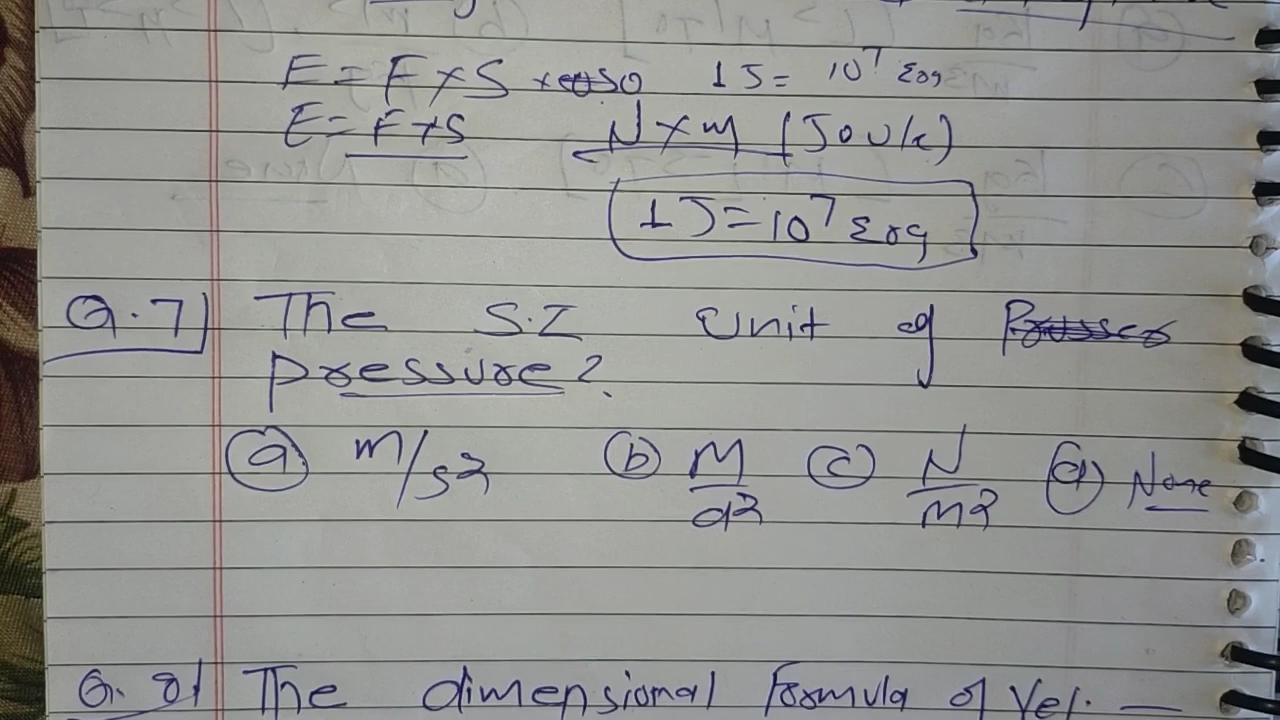 E = F × S × cos0 1J = 10⁷ Erg
E = F×S N × m (Joule)
1J = 10⁷ Erg
Q.7) The S.I Unit of
Pressure?
(a) m/s² (b) M/d² (c) N/m² (d) None
Q. 8) The dimensional formula of Vel. —